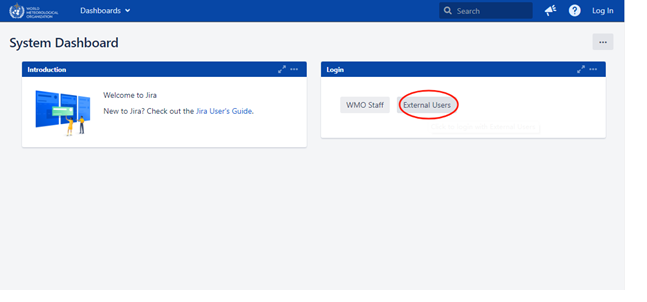 WORLD
METEOROLOGICAL
ORGANIZATION
Dashboards
Search
Log In
System Dashboard
Introduction
Welcome to Jira
New to Jira? Check out the Jira User's Guide.
Login
WMO Staff
External Users